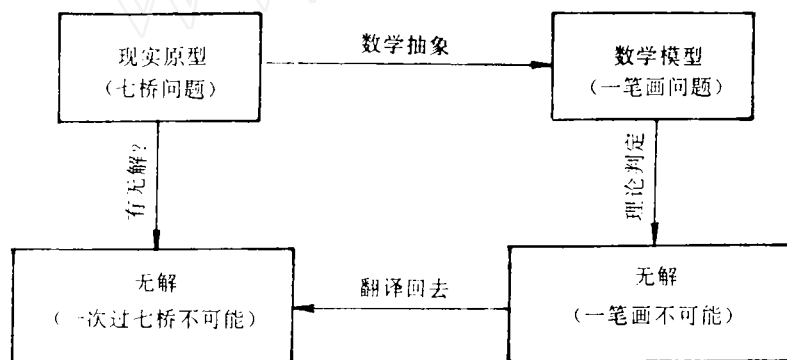 现实原型
（七桥问题）
数学抽象
数学模型
（一笔画问题）
有无解?
理论判定
无解
（一次过七桥不可能）
翻译回去
无解
（一笔画不可能）